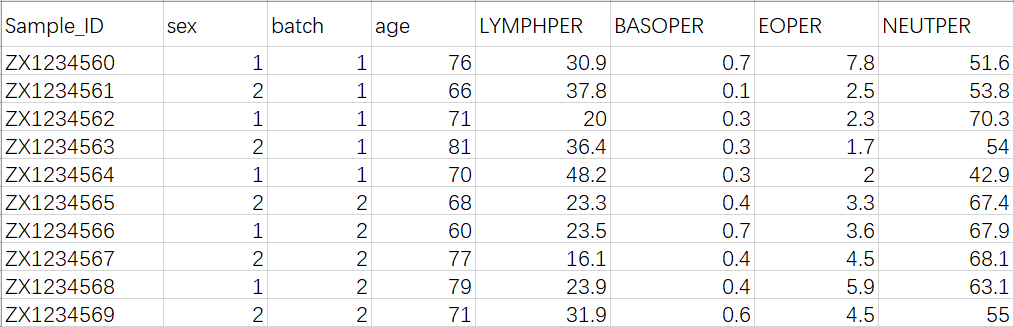 Sample_ID sex batch age LYMPHPER BASOPER EOPER NEUTPER
ZX1234560 1 1 76 30.9 0.7 7.8 51.6
ZX1234561 2 1 66 37.8 0.1 2.5 53.8
ZX1234562 1 1 71 20 0.3 2.3 70.3
ZX1234563 2 1 81 36.4 0.3 1.7 54
ZX1234564 1 1 70 48.2 0.3 2 42.9
ZX1234565 2 2 68 23.3 0.4 3.3 67.4
ZX1234566 1 2 60 23.5 0.7 3.6 67.9
ZX1234567 2 2 77 16.1 0.4 4.5 68.1
ZX1234568 1 2 79 23.9 0.4 5.9 63.1
ZX1234569 2 2 71 31.9 0.6 4.5 55